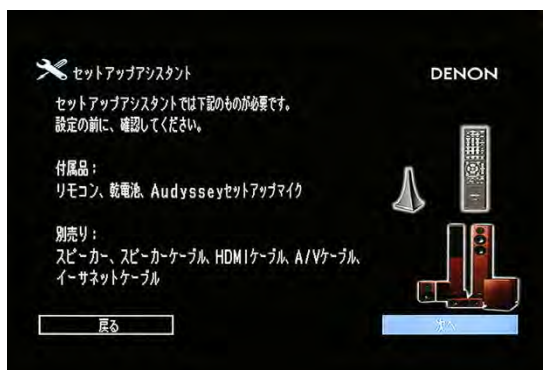 セットアップアシスタント
DENON
セットアップアシスタントでは下記のものが必要です。
設定の前に、確認してください。
付属品：
リモコン、乾電池、Audysseyセットアップマイク
別売り：
スピーカー、スピーカーケーブル、HDMIケーブル、A/Vケーブル、
イーサネットケーブル
戻る
次へ